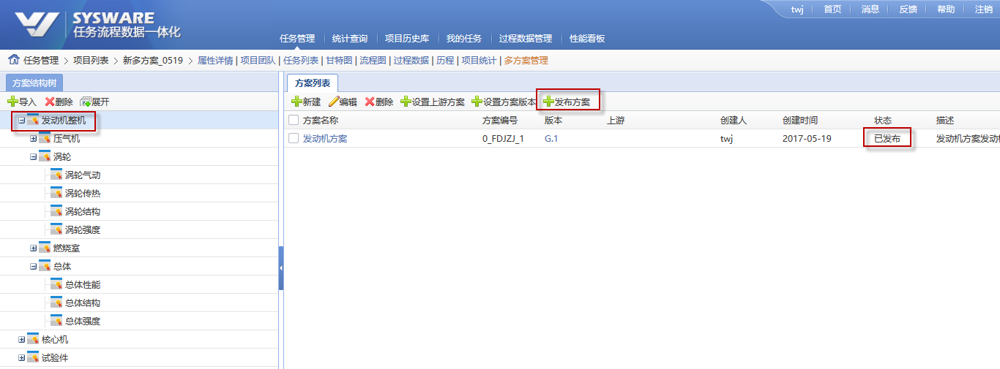 SYSWARE
任务流程数据一体化
twj 首页 消息 反馈 帮助 注销
任务管理 统计查询 项目历史库 我的任务 过程数据管理 性能看板
任务管理 > 项目列表 > 新多方案_0519 > 属性详情 | 项目团队 | 任务列表 | 甘特图 | 流程图 | 过程数据 | 历程 | 项目统计 | 多方案管理
方案结构树
导入 删除 展开
发动机整机
压气机
涡轮
涡轮气动
涡轮传热
涡轮结构
涡轮强度
燃烧室
总体
总体性能
总体结构
总体强度
核心机
试验件
方案列表
新建 编辑 删除 设置上游方案 设置方案版本 发布方案
方案名称 方案编号 版本 上游 创建人 创建时间 状态 描述
发动机方案 0_FDJZJ_1 G.1 twj 2017-05-19 已发布 发动机方案发动